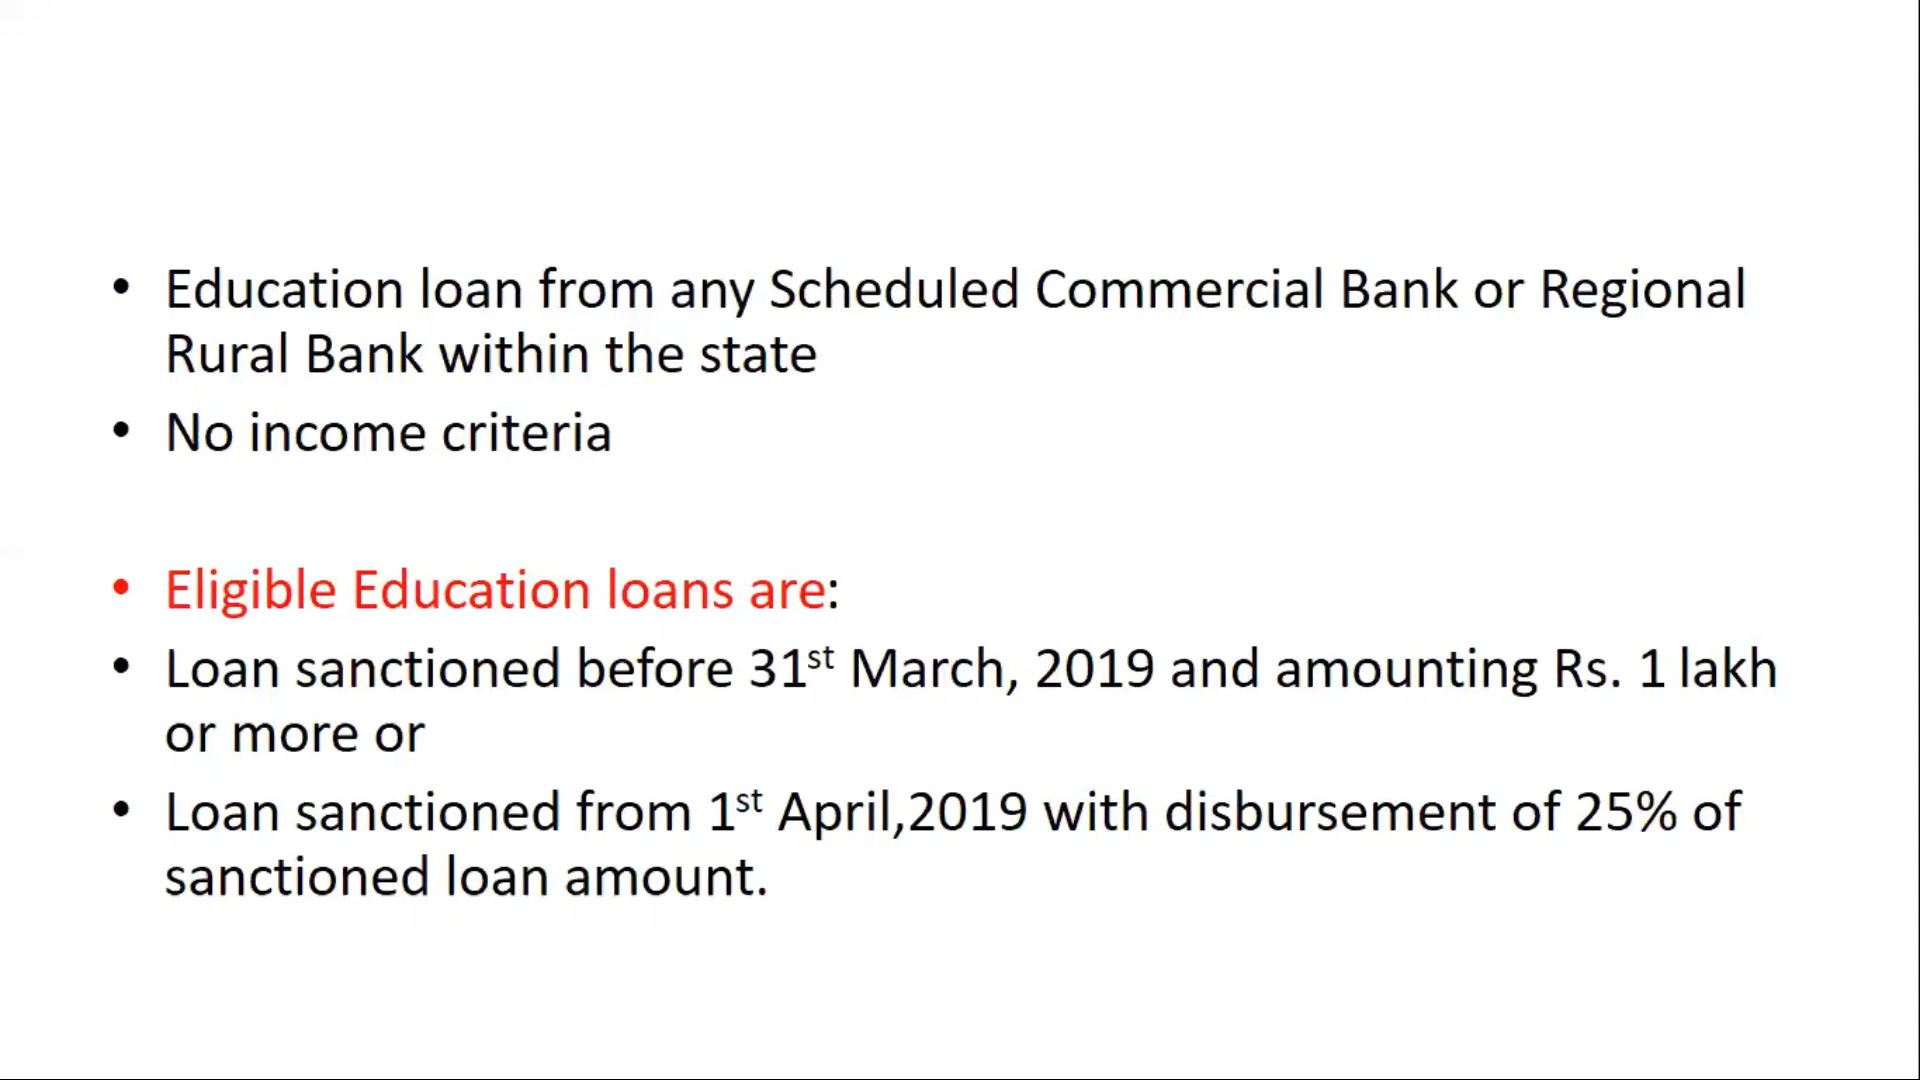 • Education loan from any Scheduled Commercial Bank or Regional
Rural Bank within the state
• No income criteria
• Eligible Education loans are:
• Loan sanctioned before 31st March, 2019 and amounting Rs. 1 lakh
or more or
• Loan sanctioned from 1st April,2019 with disbursement of 25% of
sanctioned loan amount.